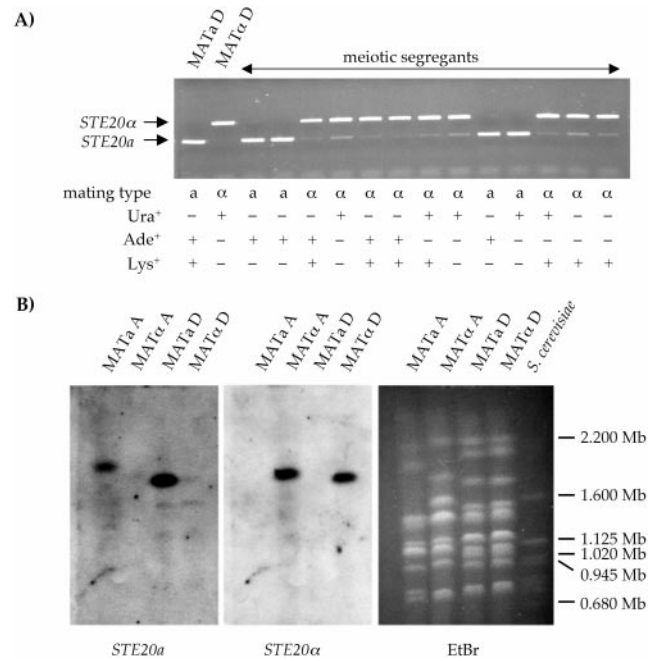 A)
MATa D
MATα D
meiotic segregants
STE20α
STE20a
mating type a α a a α α α α α α a a α α α
Ura⁺ – + – – – + – – + + – + + – –
Ade⁺ + – + + + – + + – – + – – – –
Lys⁺ + – – – + – + + + – – – + + +
B)
MATa A
MATα A
MATa D
MATα D
MATa A
MATα A
MATa D
MATα D
MATa A
MATα A
MATa D
MATα D
S. cerevisiae
2.200 Mb
1.600 Mb
1.125 Mb
1.020 Mb
0.945 Mb
0.680 Mb
STE20a
STE20α
EtBr